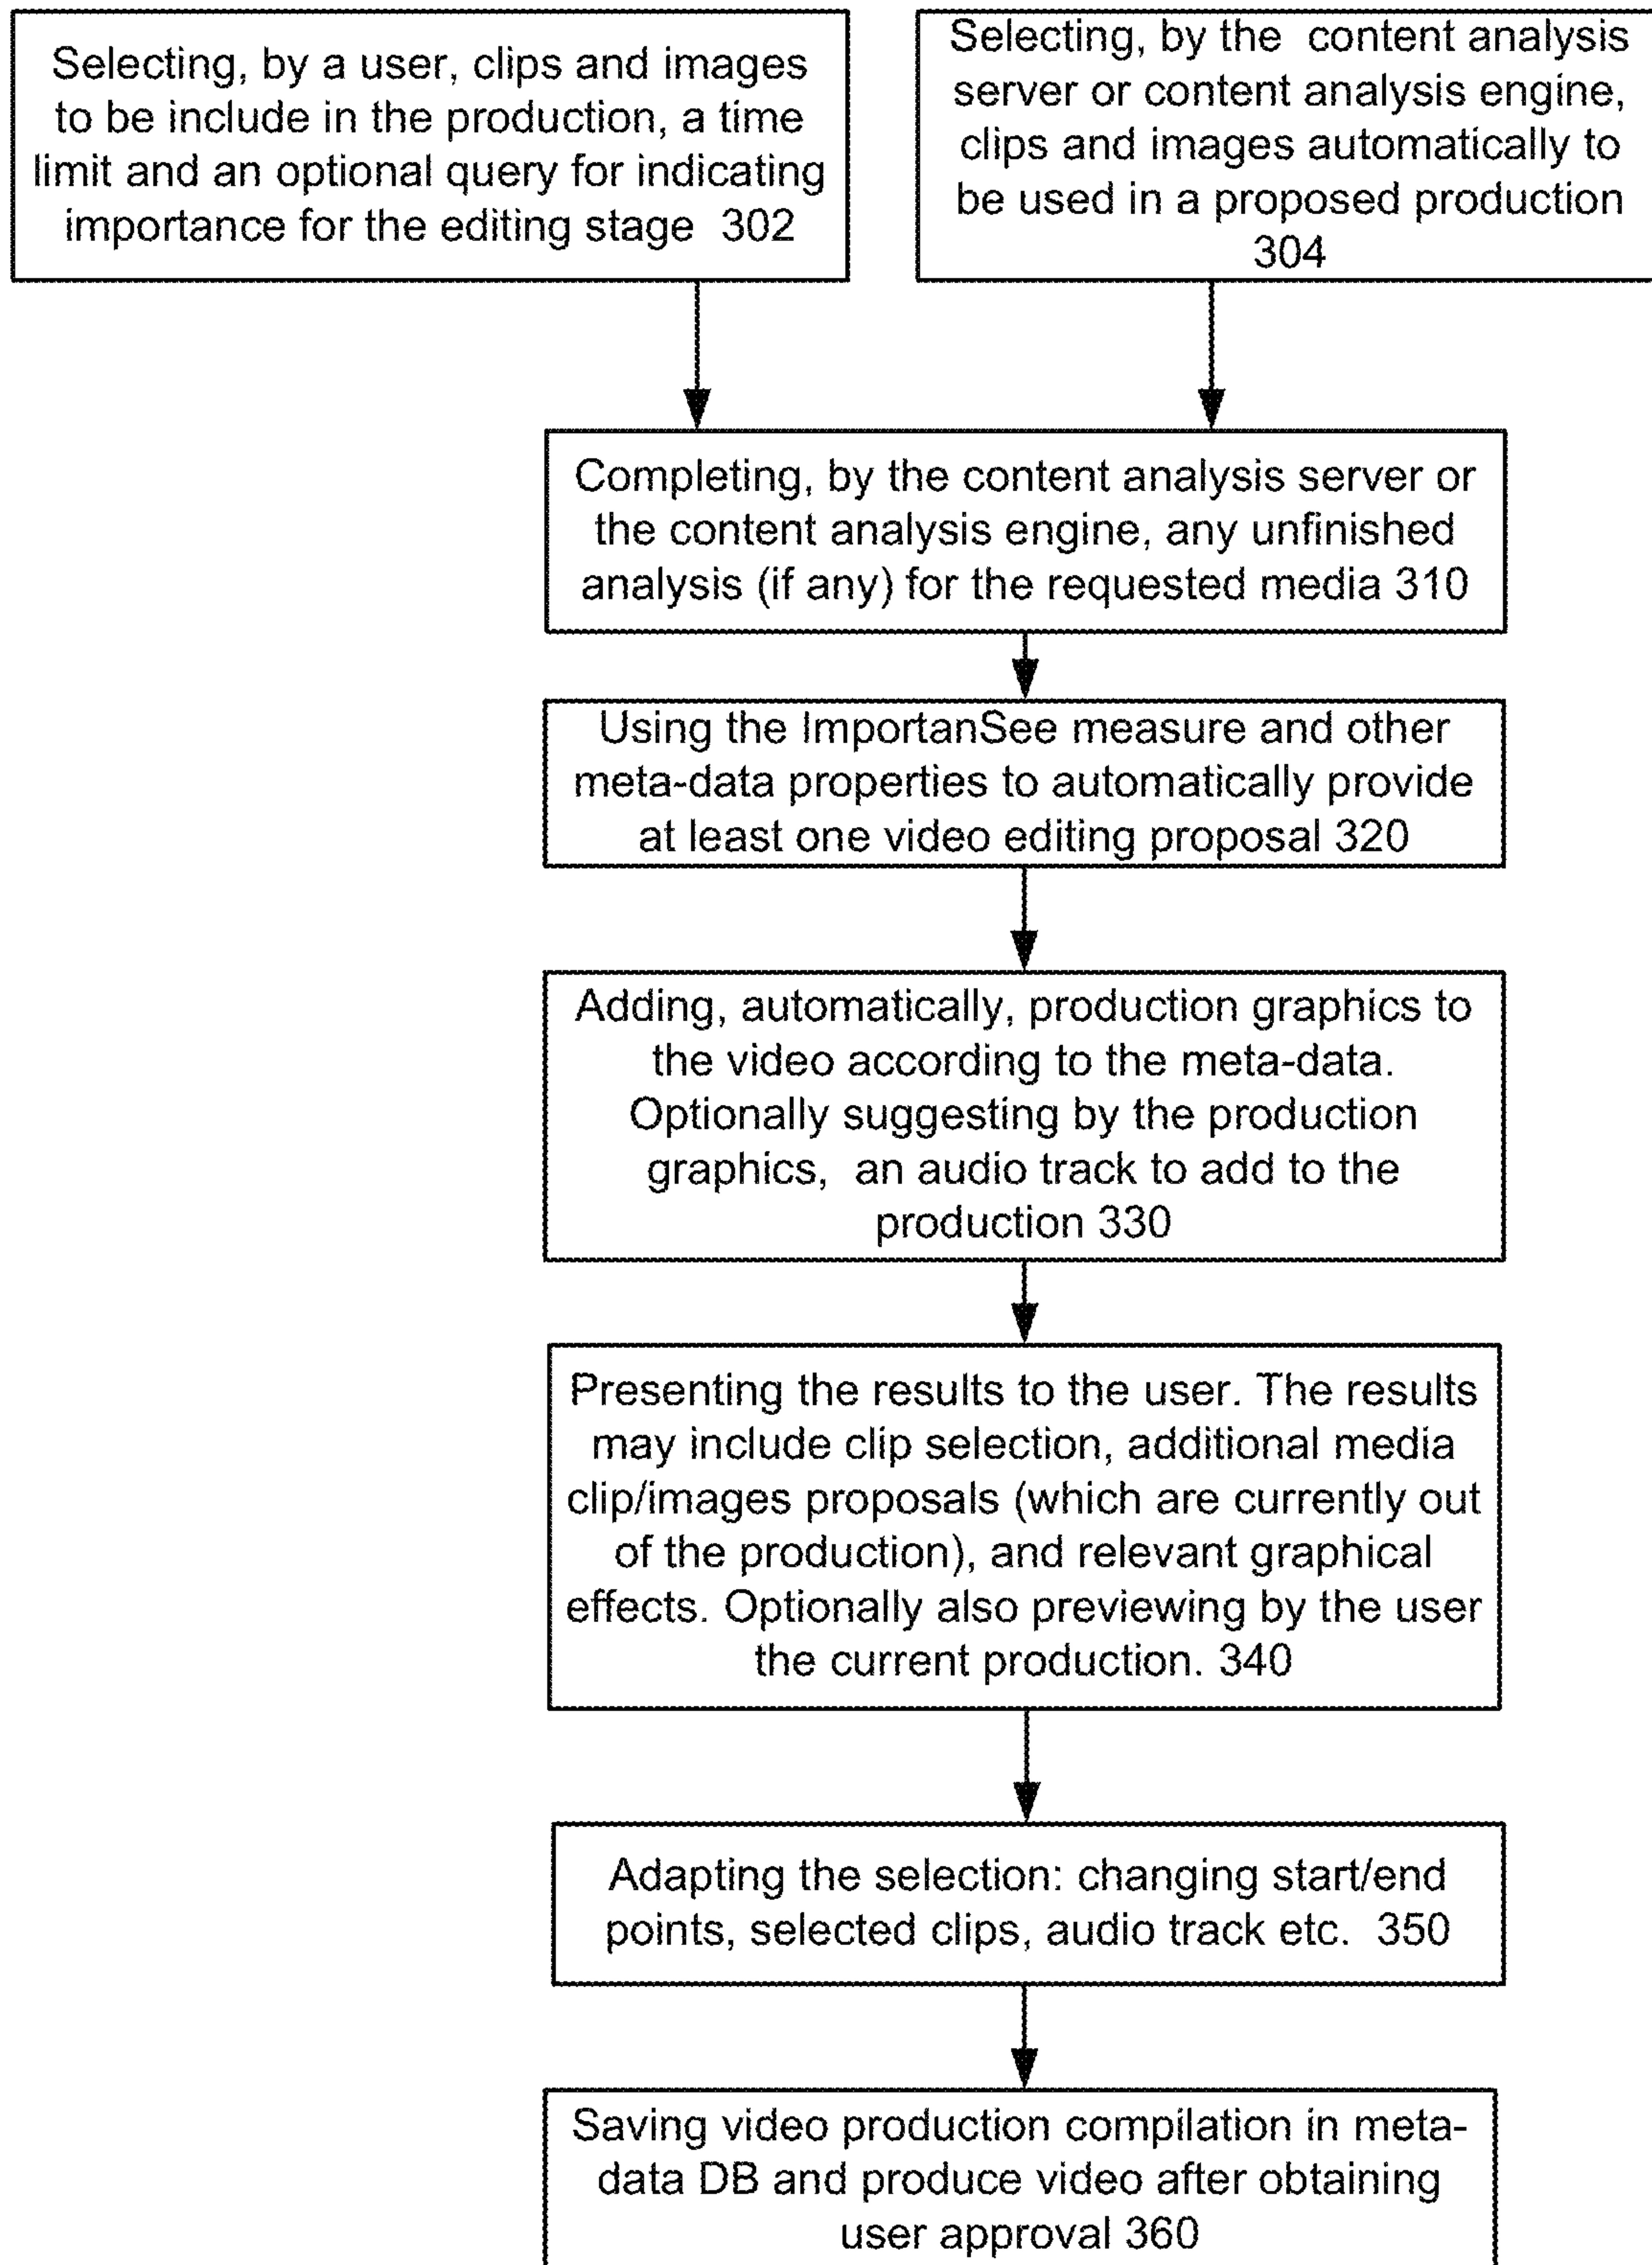 Selecting, by a user, clips and images
to be include in the production, a time
limit and an optional query for indicating
importance for the editing stage 302
Selecting, by the content analysis
server or content analysis engine,
clips and images automatically to
be used in a proposed production
304
Completing, by the content analysis server or
the content analysis engine, any unfinished
analysis (if any) for the requested media 310
Using the ImportanSee measure and other
meta-data properties to automatically provide
at least one video editing proposal 320
Adding, automatically, production graphics to
the video according to the meta-data.
Optionally suggesting by the production
graphics, an audio track to add to the
production 330
Presenting the results to the user. The results
may include clip selection, additional media
clip/images proposals (which are currently out
of the production), and relevant graphical
effects. Optionally also previewing by the user
the current production. 340
Adapting the selection: changing start/end
points, selected clips, audio track etc. 350
Saving video production compilation in meta-
data DB and produce video after obtaining
user approval 360